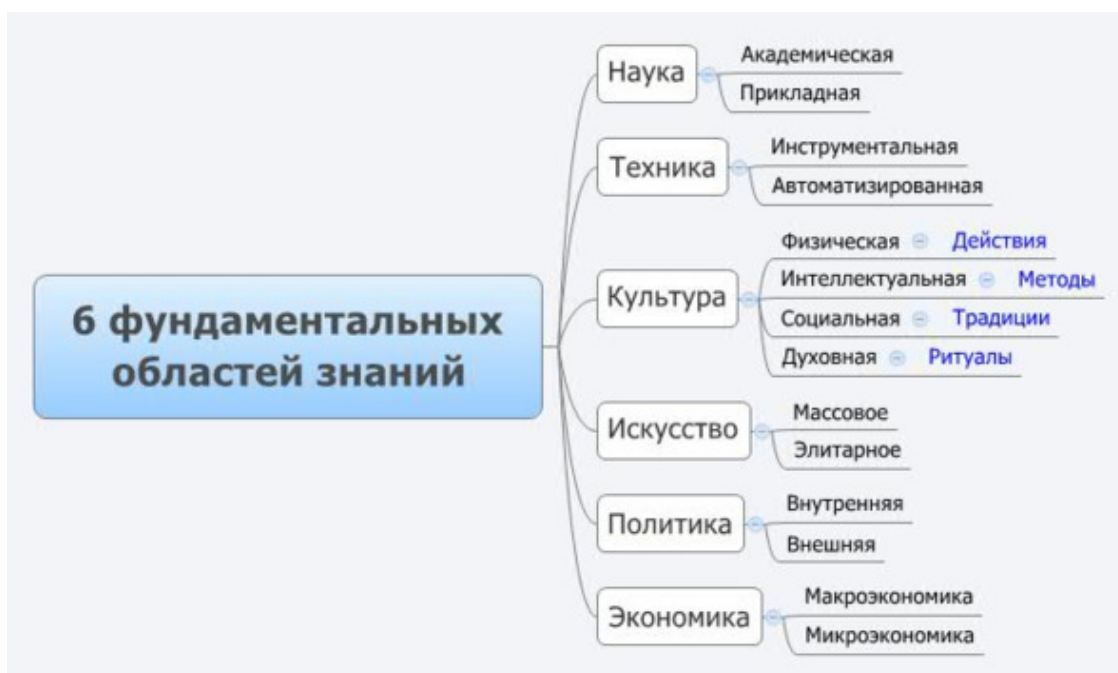 6 фундаментальных
областей знаний
Наука
Академическая
Прикладная
Техника
Инструментальная
Автоматизированная
Культура
Физическая Действия
Интеллектуальная Методы
Социальная Традиции
Духовная Ритуалы
Искусство
Массовое
Элитарное
Политика
Внутренняя
Внешняя
Экономика
Макроэкономика
Микроэкономика